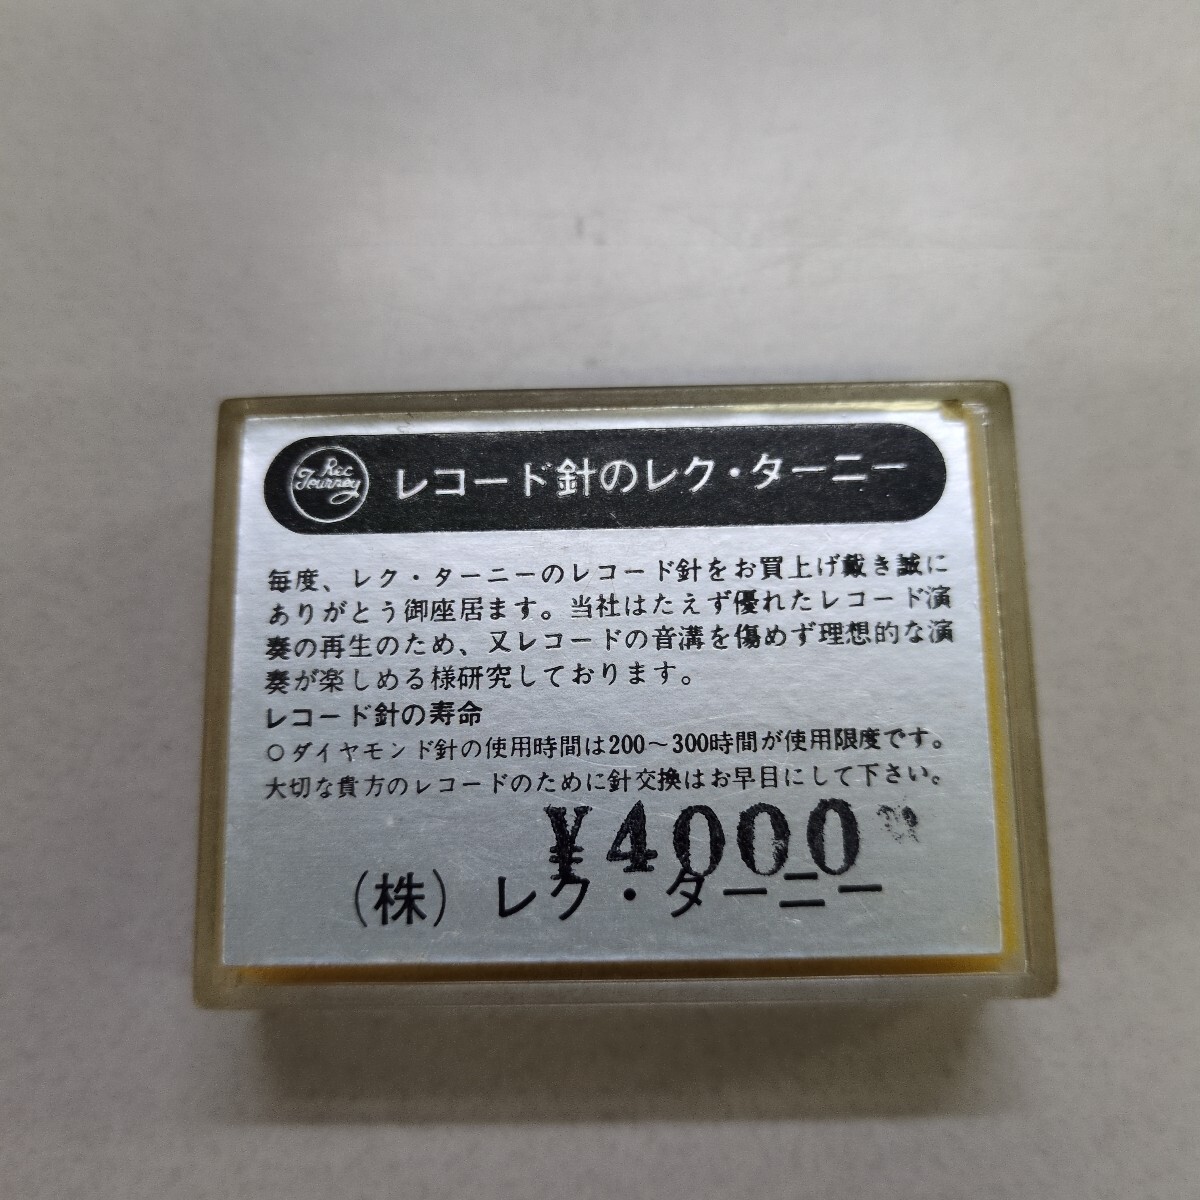 Rec
Tourney
レコード針のレク・ターニー
毎度、レク・ターニーのレコード針をお買上げ戴き誠に
ありがとう御座居ます。当社はたえず優れたレコード演
奏の再生のため、又レコードの音溝を傷めず理想的な演
奏が楽しめる様研究しております。
レコード針の寿命
○ダイヤモンド針の使用時間は200〜300時間が使用限度です。
大切な貴方のレコードのために針交換はお早目にして下さい。
¥4000
(株) レク・ターニー